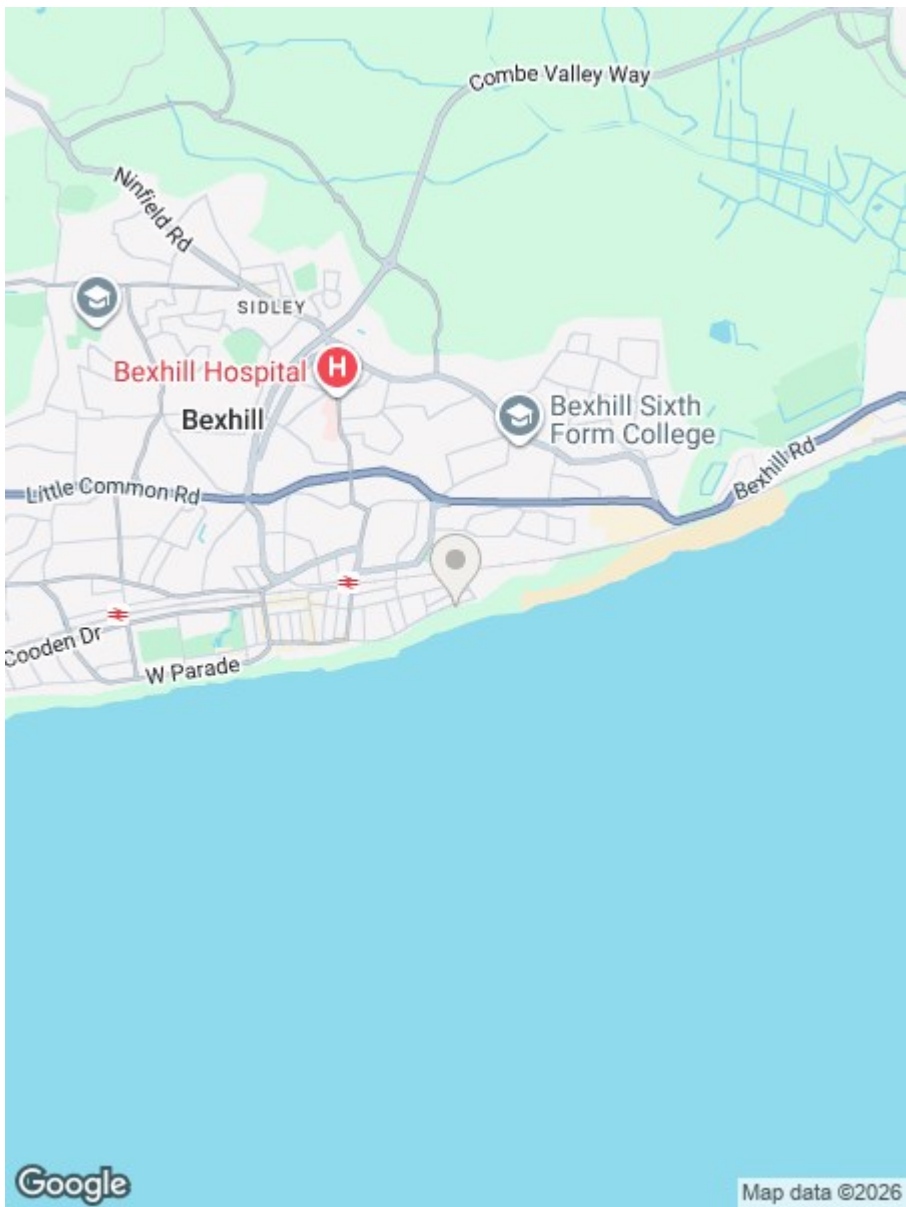 Combe Valley Way
Ninfield Rd
SIDLEY
Bexhill Hospital
H
Bexhill
Bexhill Sixth
Form College
Bexhill Rd
Little Common Rd
Cooden Dr
W Parade
Google
Map data ©2026